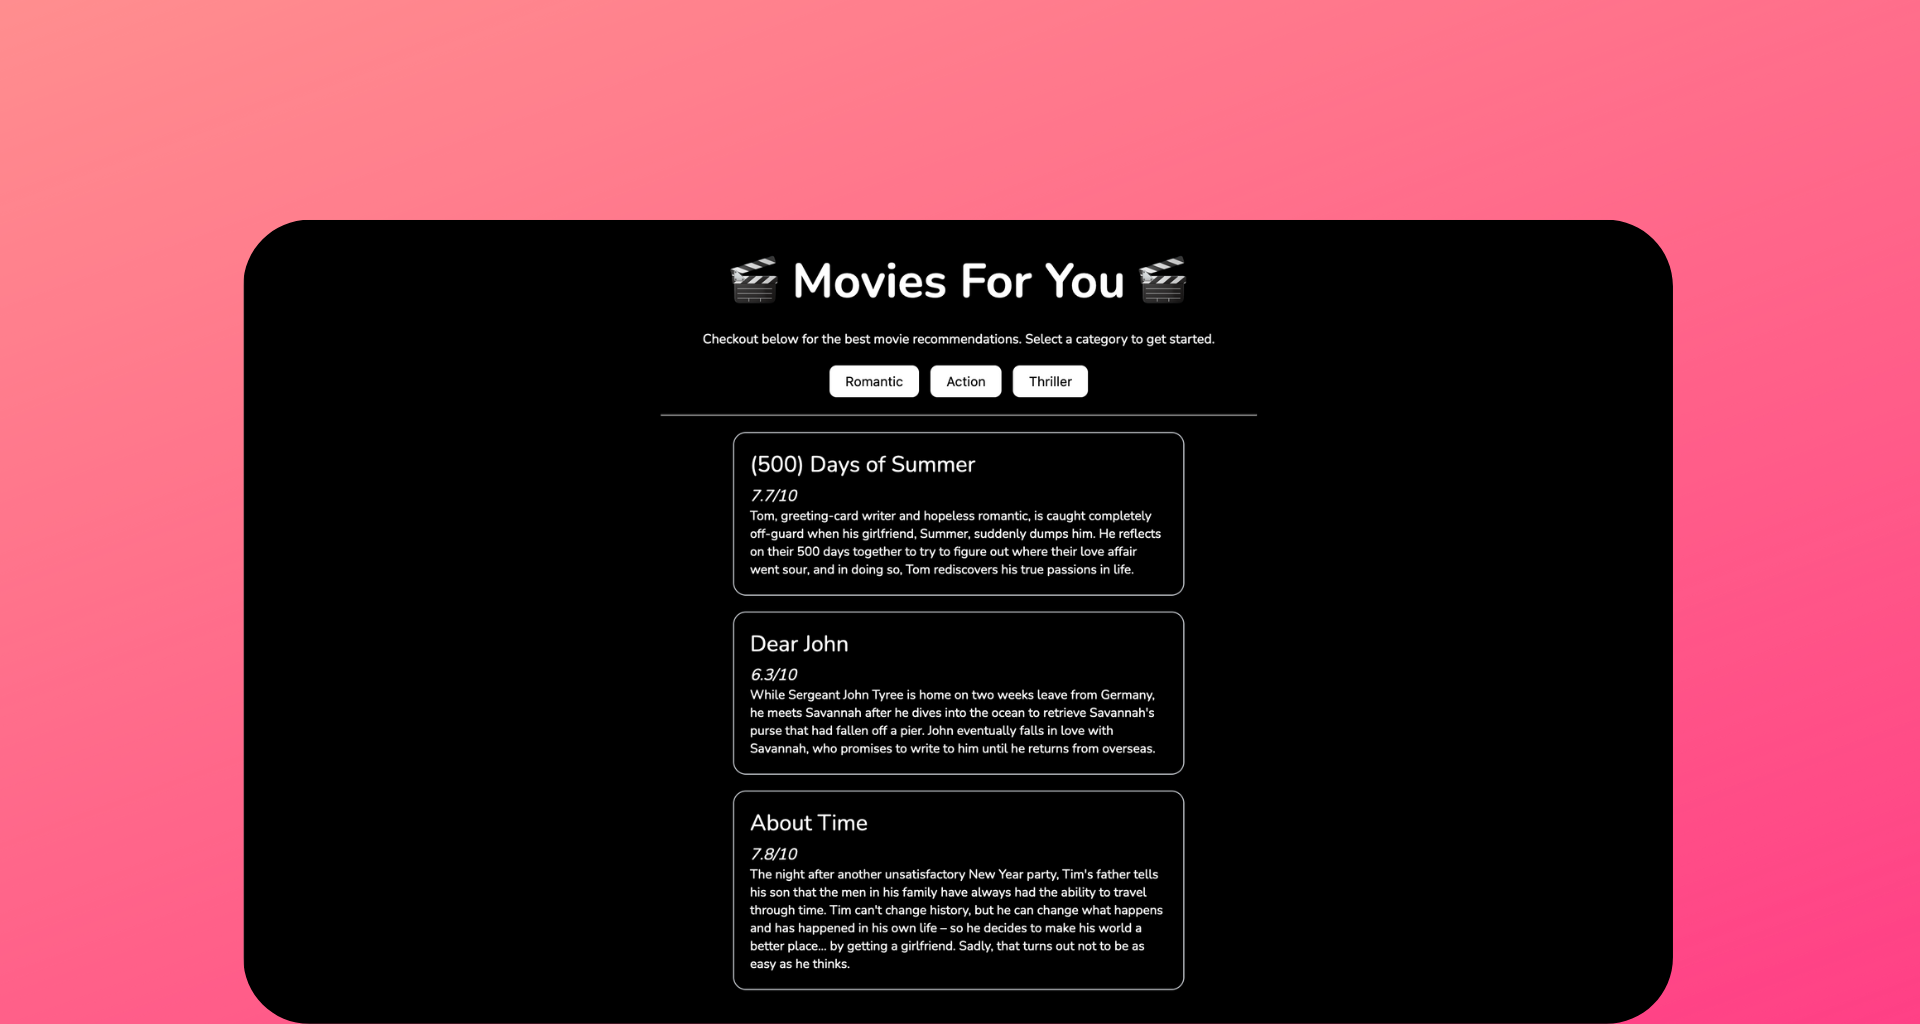 🎬 Movies For You 🎬
Checkout below for the best movie recommendations. Select a category to get started.
Romantic Action Thriller
(500) Days of Summer
7.7/10
Tom, greeting-card writer and hopeless romantic, is caught completely
off-guard when his girlfriend, Summer, suddenly dumps him. He reflects
on their 500 days together to try to figure out where their love affair
went sour, and in doing so, Tom rediscovers his true passions in life.
Dear John
6.3/10
While Sergeant John Tyree is home on two weeks leave from Germany,
he meets Savannah after he dives into the ocean to retrieve Savannah's
purse that had fallen off a pier. John eventually falls in love with
Savannah, who promises to write to him until he returns from overseas.
About Time
7.8/10
The night after another unsatisfactory New Year party, Tim's father tells
his son that the men in his family have always had the ability to travel
through time. Tim can't change history, but he can change what happens
and has happened in his own life – so he decides to make his world a
better place... by getting a girlfriend. Sadly, that turns out not to be as
easy as he thinks.